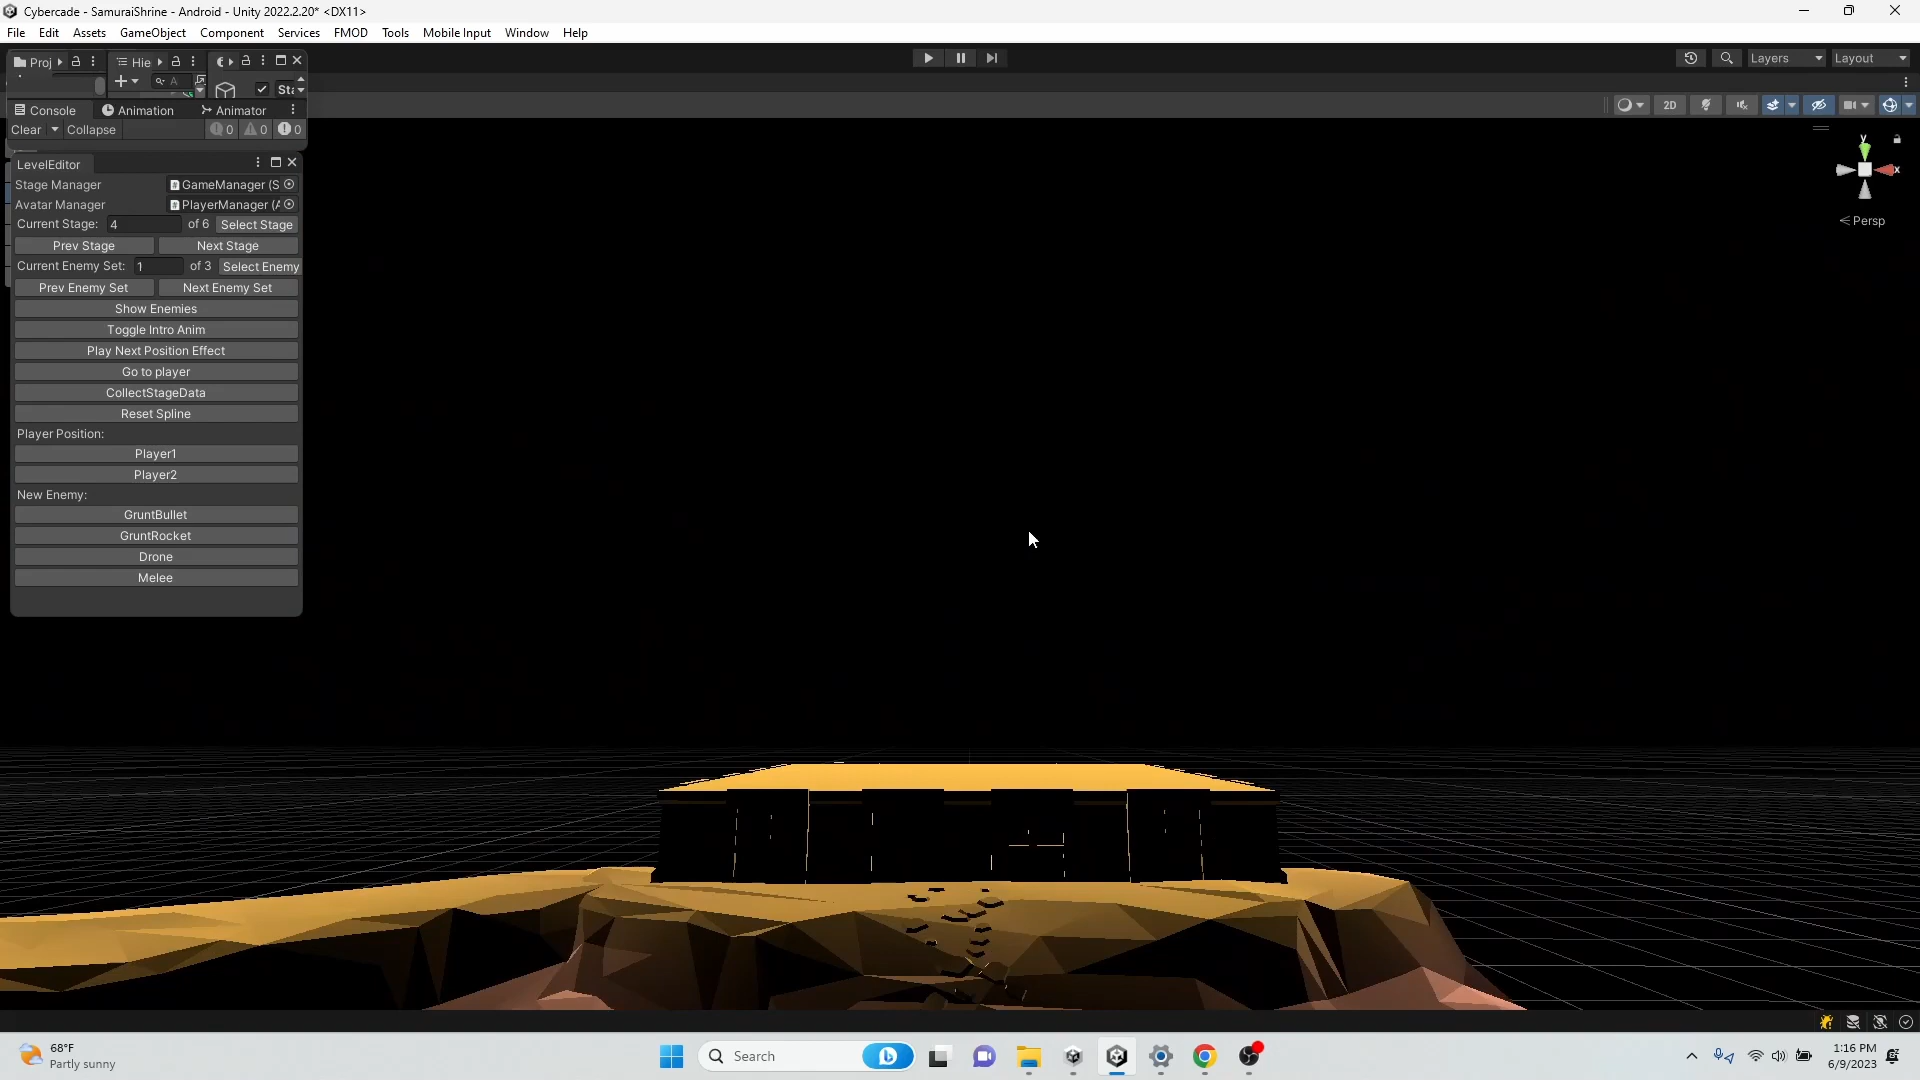 Cybercade - SamuraiShrine - Android - Unity 2022.2.20* <DX11>
File Edit Assets GameObject Component Services FMOD Tools Mobile Input Window Help
Proj Hie
Layers Layout
A
Console Animation Animator
Clear Collapse 0 0 0
2D
LevelEditor
Stage Manager GameManager (S
Avatar Manager PlayerManager (A
Current Stage: 4 of 6 Select Stage
Prev Stage Next Stage
Current Enemy Set: 1 of 3 Select Enemy
Prev Enemy Set Next Enemy Set
Show Enemies
Toggle Intro Anim
Play Next Position Effect
Go to player
CollectStageData
Reset Spline
Player Position:
Player1
Player2
New Enemy:
GruntBullet
GruntRocket
Drone
Melee
y
x
< Persp
68°F
Partly sunny
Search
1:16 PM
6/9/2023